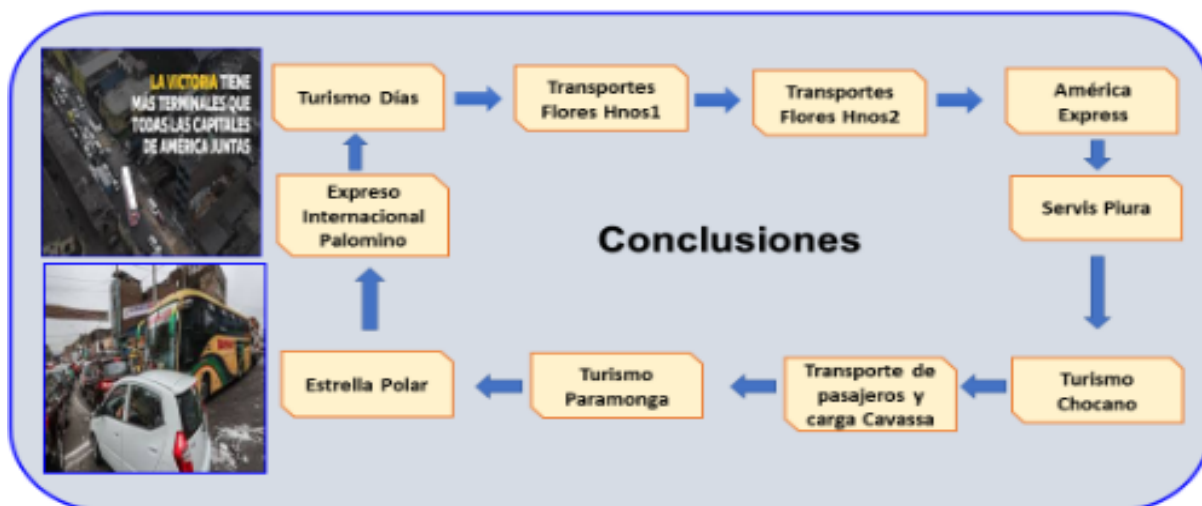 LA VICTORIA TIENE
MÁS TERMINALES QUE
TODAS LAS CAPITALES
DE AMÉRICA JUNTAS
Turismo Días
Transportes
Flores Hnos1
Transportes
Flores Hnos2
América
Express
Servis Piura
Turismo
Chocano
Transporte de
pasajeros y
carga Cavassa
Turismo
Paramonga
Estrella Polar
Expreso
Internacional
Palomino
Conclusiones